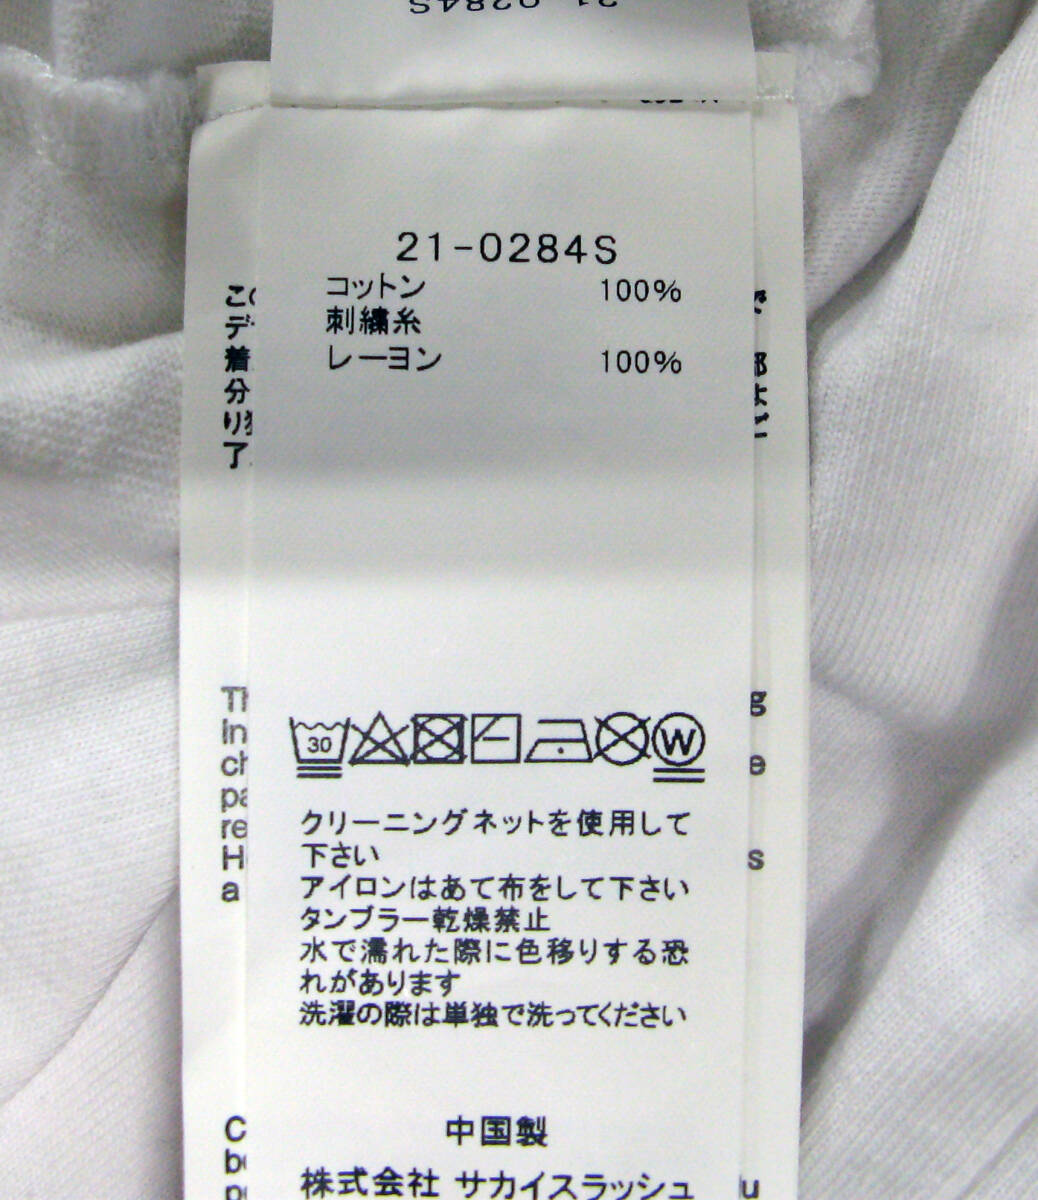 21-0284S
21-0284S
コットン 100%
刺繍糸
レーヨン 100%
30
W
クリーニングネットを使用して
下さい
アイロンはあて布をして下さい
タンブラー乾燥禁止
水で濡れた際に色移りする恐
れがあります
洗濯の際は単独で洗ってください
中国製
株式会社 サカイスラッシュ